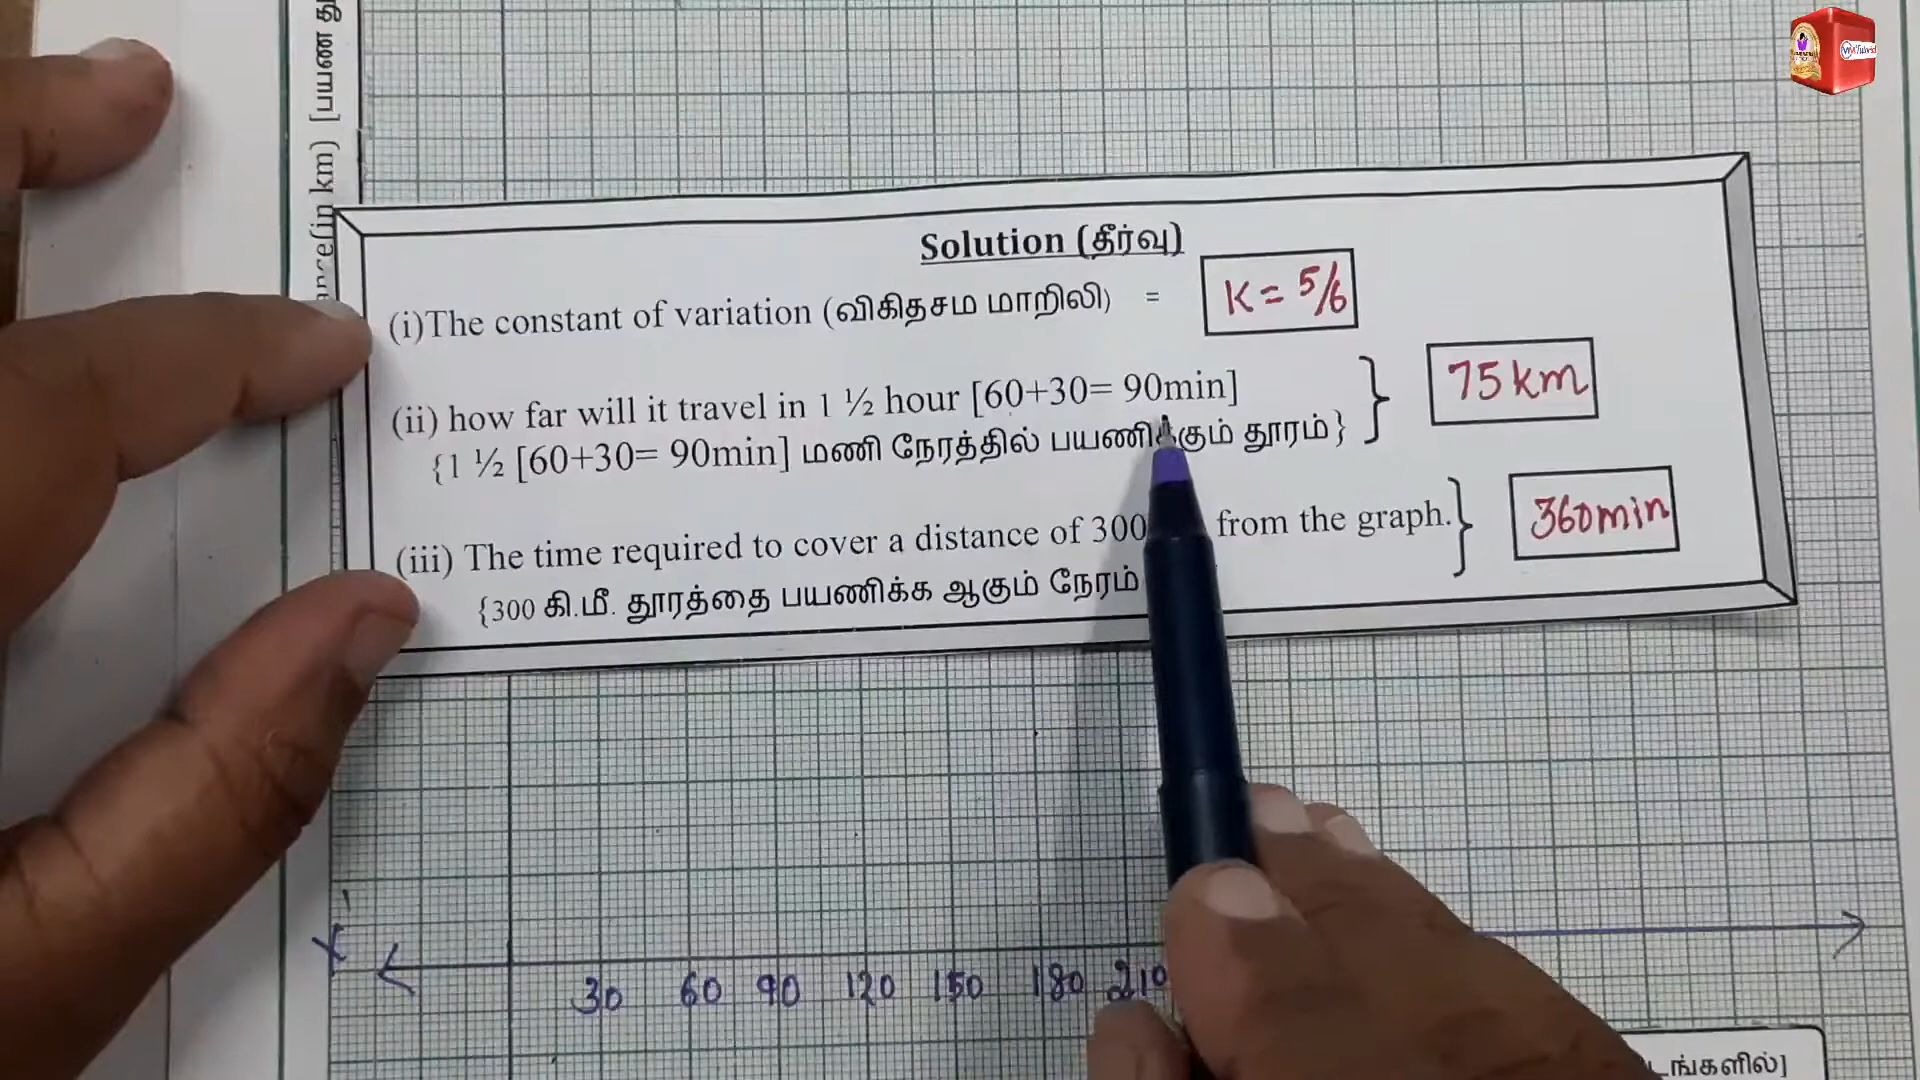 [பயண
(in km)
Solution (தீர்வு)
(i)The constant of variation (விகிதசம மாறிலி) = K = 5/6
(ii) how far will it travel in 1 ½ hour [60+30= 90min]
{1 ½ [60+30= 90min] மணி நேரத்தில் பயணிக்கும் தூரம்} 75 km
(iii) The time required to cover a distance of 300 from the graph. 360min
{300 கி.மீ. தூரத்தை பயணிக்க ஆகும் நேரம்
X'
30 60 90 120 150 180 210